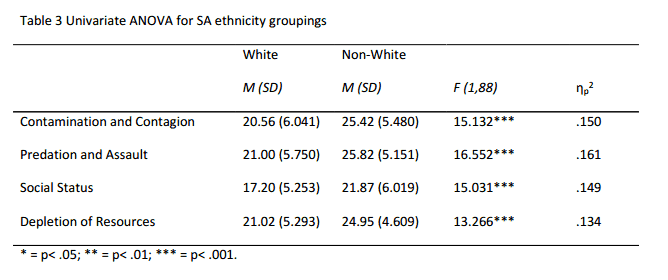 Table 3 Univariate ANOVA for SA ethnicity groupings
White Non-White
M (SD) M (SD) F (1,88) ηp²
Contamination and Contagion 20.56 (6.041) 25.42 (5.480) 15.132*** .150
Predation and Assault 21.00 (5.750) 25.82 (5.151) 16.552*** .161
Social Status 17.20 (5.253) 21.87 (6.019) 15.031*** .149
Depletion of Resources 21.02 (5.293) 24.95 (4.609) 13.266*** .134
* = p< .05; ** = p< .01; *** = p< .001.